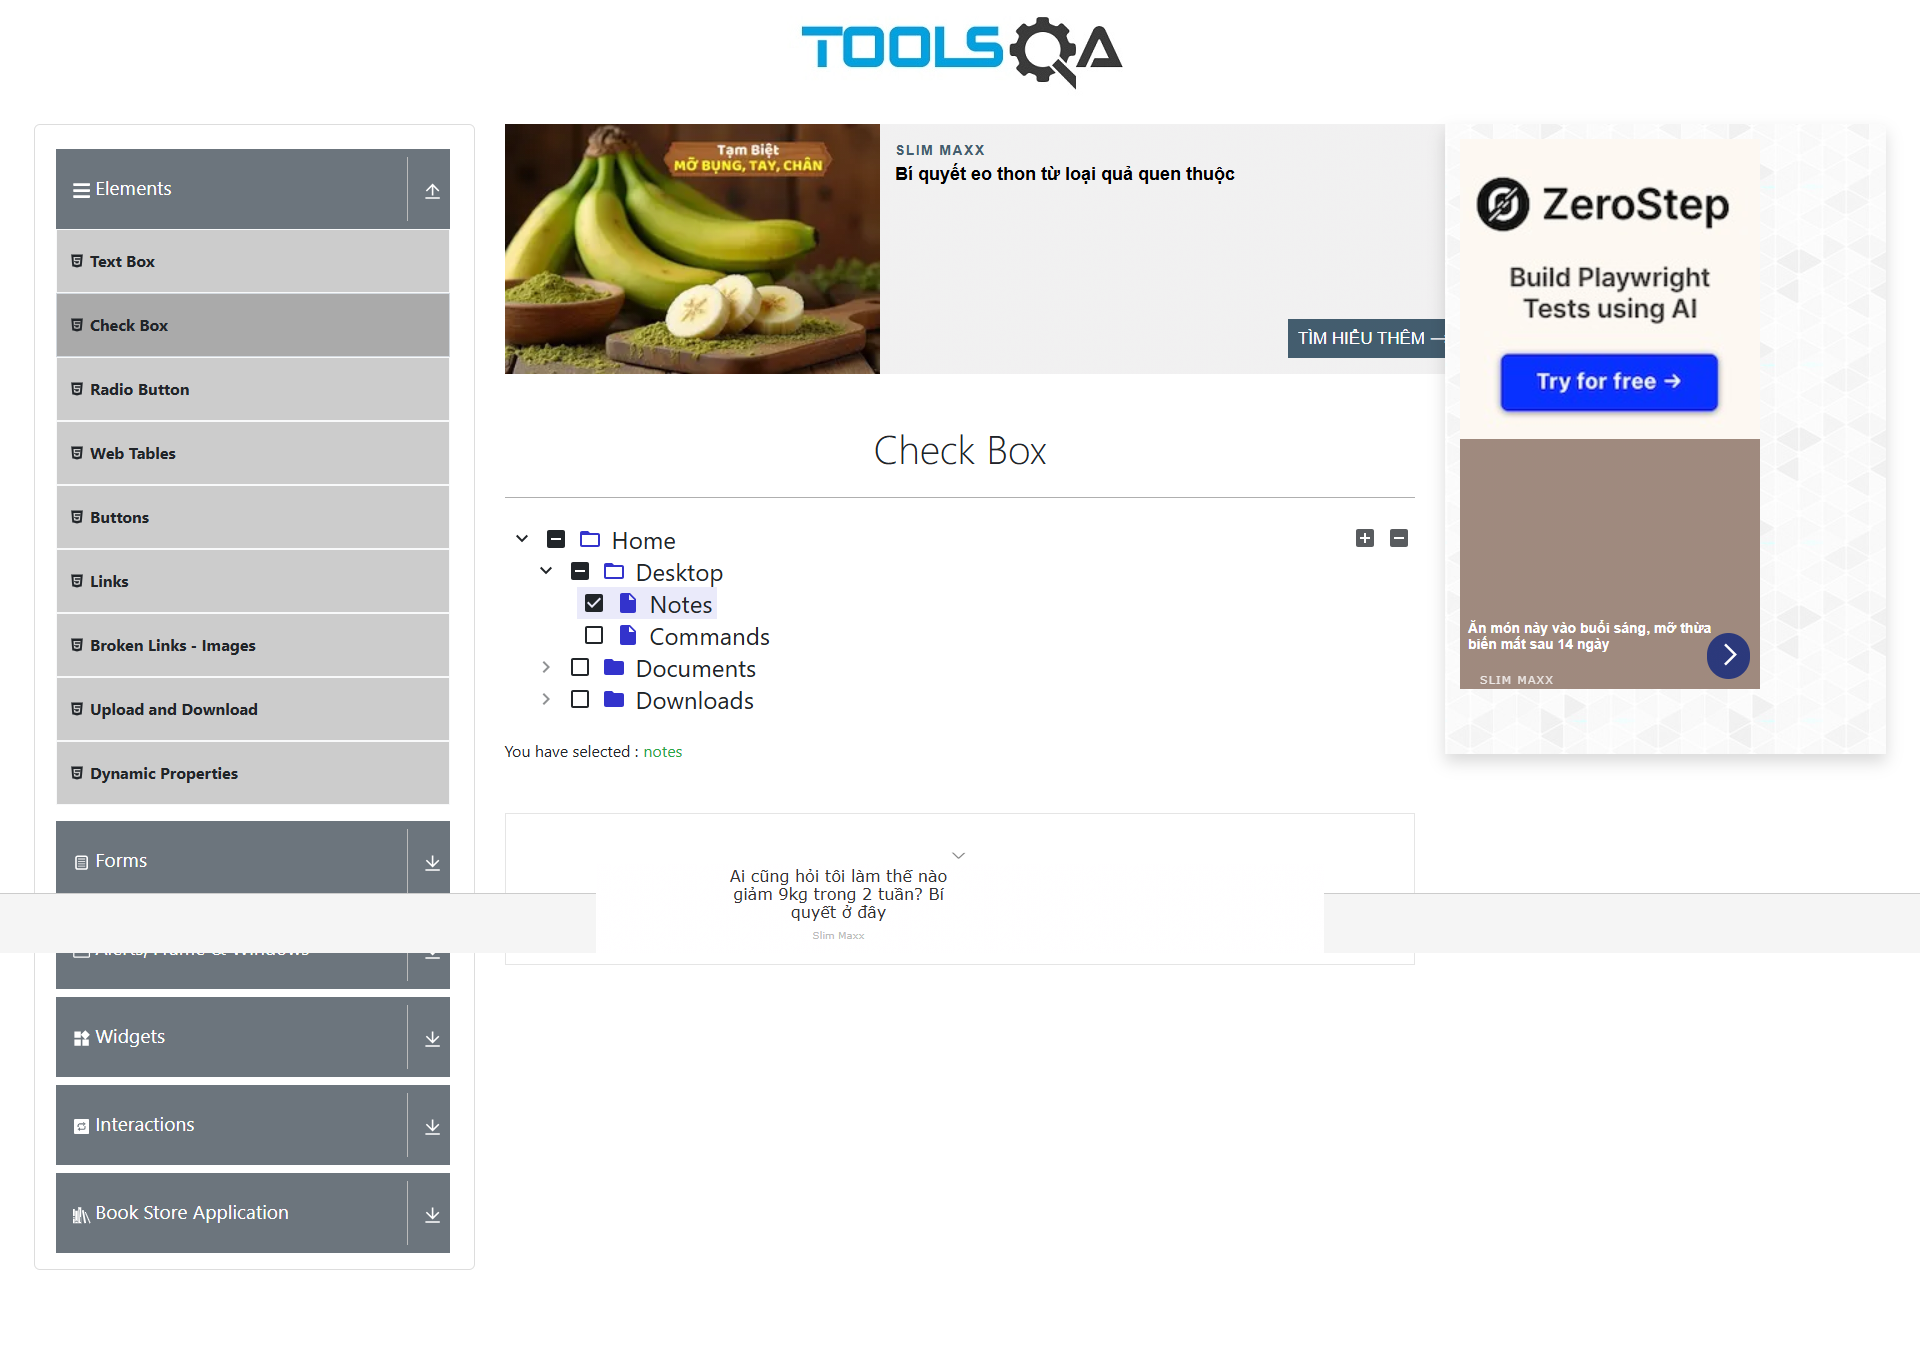 TOOLSQA
Elements
Text Box
Check Box
Radio Button
Web Tables
Buttons
Links
Broken Links - Images
Upload and Download
Dynamic Properties
Forms
Alerts, Frame & Windows
Widgets
Interactions
Book Store Application
Tạm Biệt
MỠ BỤNG, TAY, CHÂN
SLIM MAXX
Bí quyết eo thon từ loại quả quen thuộc
TÌM HIỂU THÊM
Check Box
Home
Desktop
Notes
Commands
Documents
Downloads
You have selected : notes
Ai cũng hỏi tôi làm thế nào
giảm 9kg trong 2 tuần? Bí
quyết ở đây
Slim Maxx
ZeroStep
Build Playwright
Tests using AI
Try for free →
Ăn món này vào buổi sáng, mỡ thừa
biến mất sau 14 ngày
SLIM MAXX